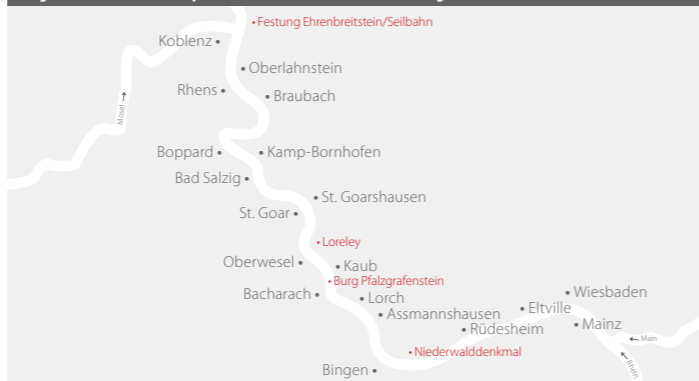 • Festung Ehrenbreitstein/Seilbahn
Koblenz •
• Oberlahnstein
Rhens •
• Braubach
Mosel →
Boppard •
• Kamp-Bornhofen
Bad Salzig •
• St. Goarshausen
St. Goar •
• Loreley
Oberwesel •
• Kaub
• Burg Pfalzgrafenstein
Bacharach •
• Lorch
• Wiesbaden
• Assmannshausen
• Eltville
• Rüdesheim
• Mainz
← Main
• Niederwalddenkmal
← Rhein
Bingen •